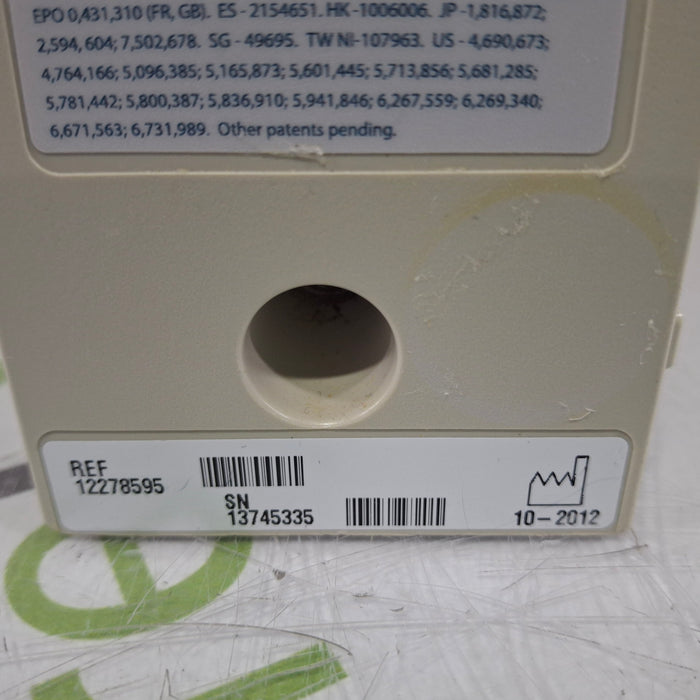 EPO 0,431,310 (FR, GB). ES - 2154651. HK -1006006. JP -1,816,872;
2,594,604; 7,502,678. SG - 49695. TW NI-107963. US - 4,690,673;
4,764,166; 5,096,385; 5,165,873; 5,601,445; 5,713,856; 5,681,285;
5,781,442; 5,800,387; 5,836,910; 5,941,846; 6,267,559; 6,269,340;
6,671,563; 6,731,989. Other patents pending.
REF
12278595
SN
13745335
10-2012